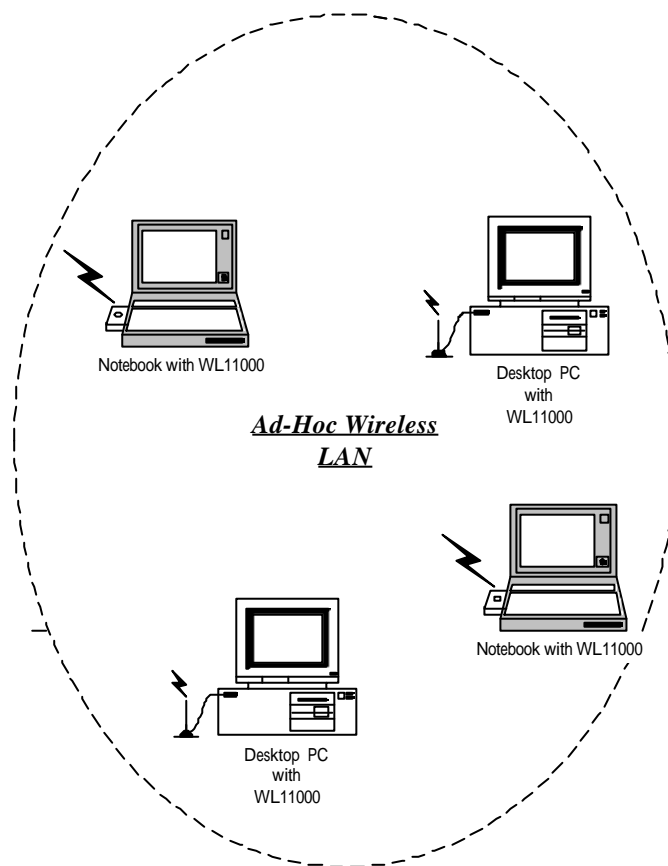 Notebook with WL11000
Desktop PC
with
WL11000
Ad-Hoc Wireless
LAN
Notebook with WL11000
Desktop PC
with
WL11000